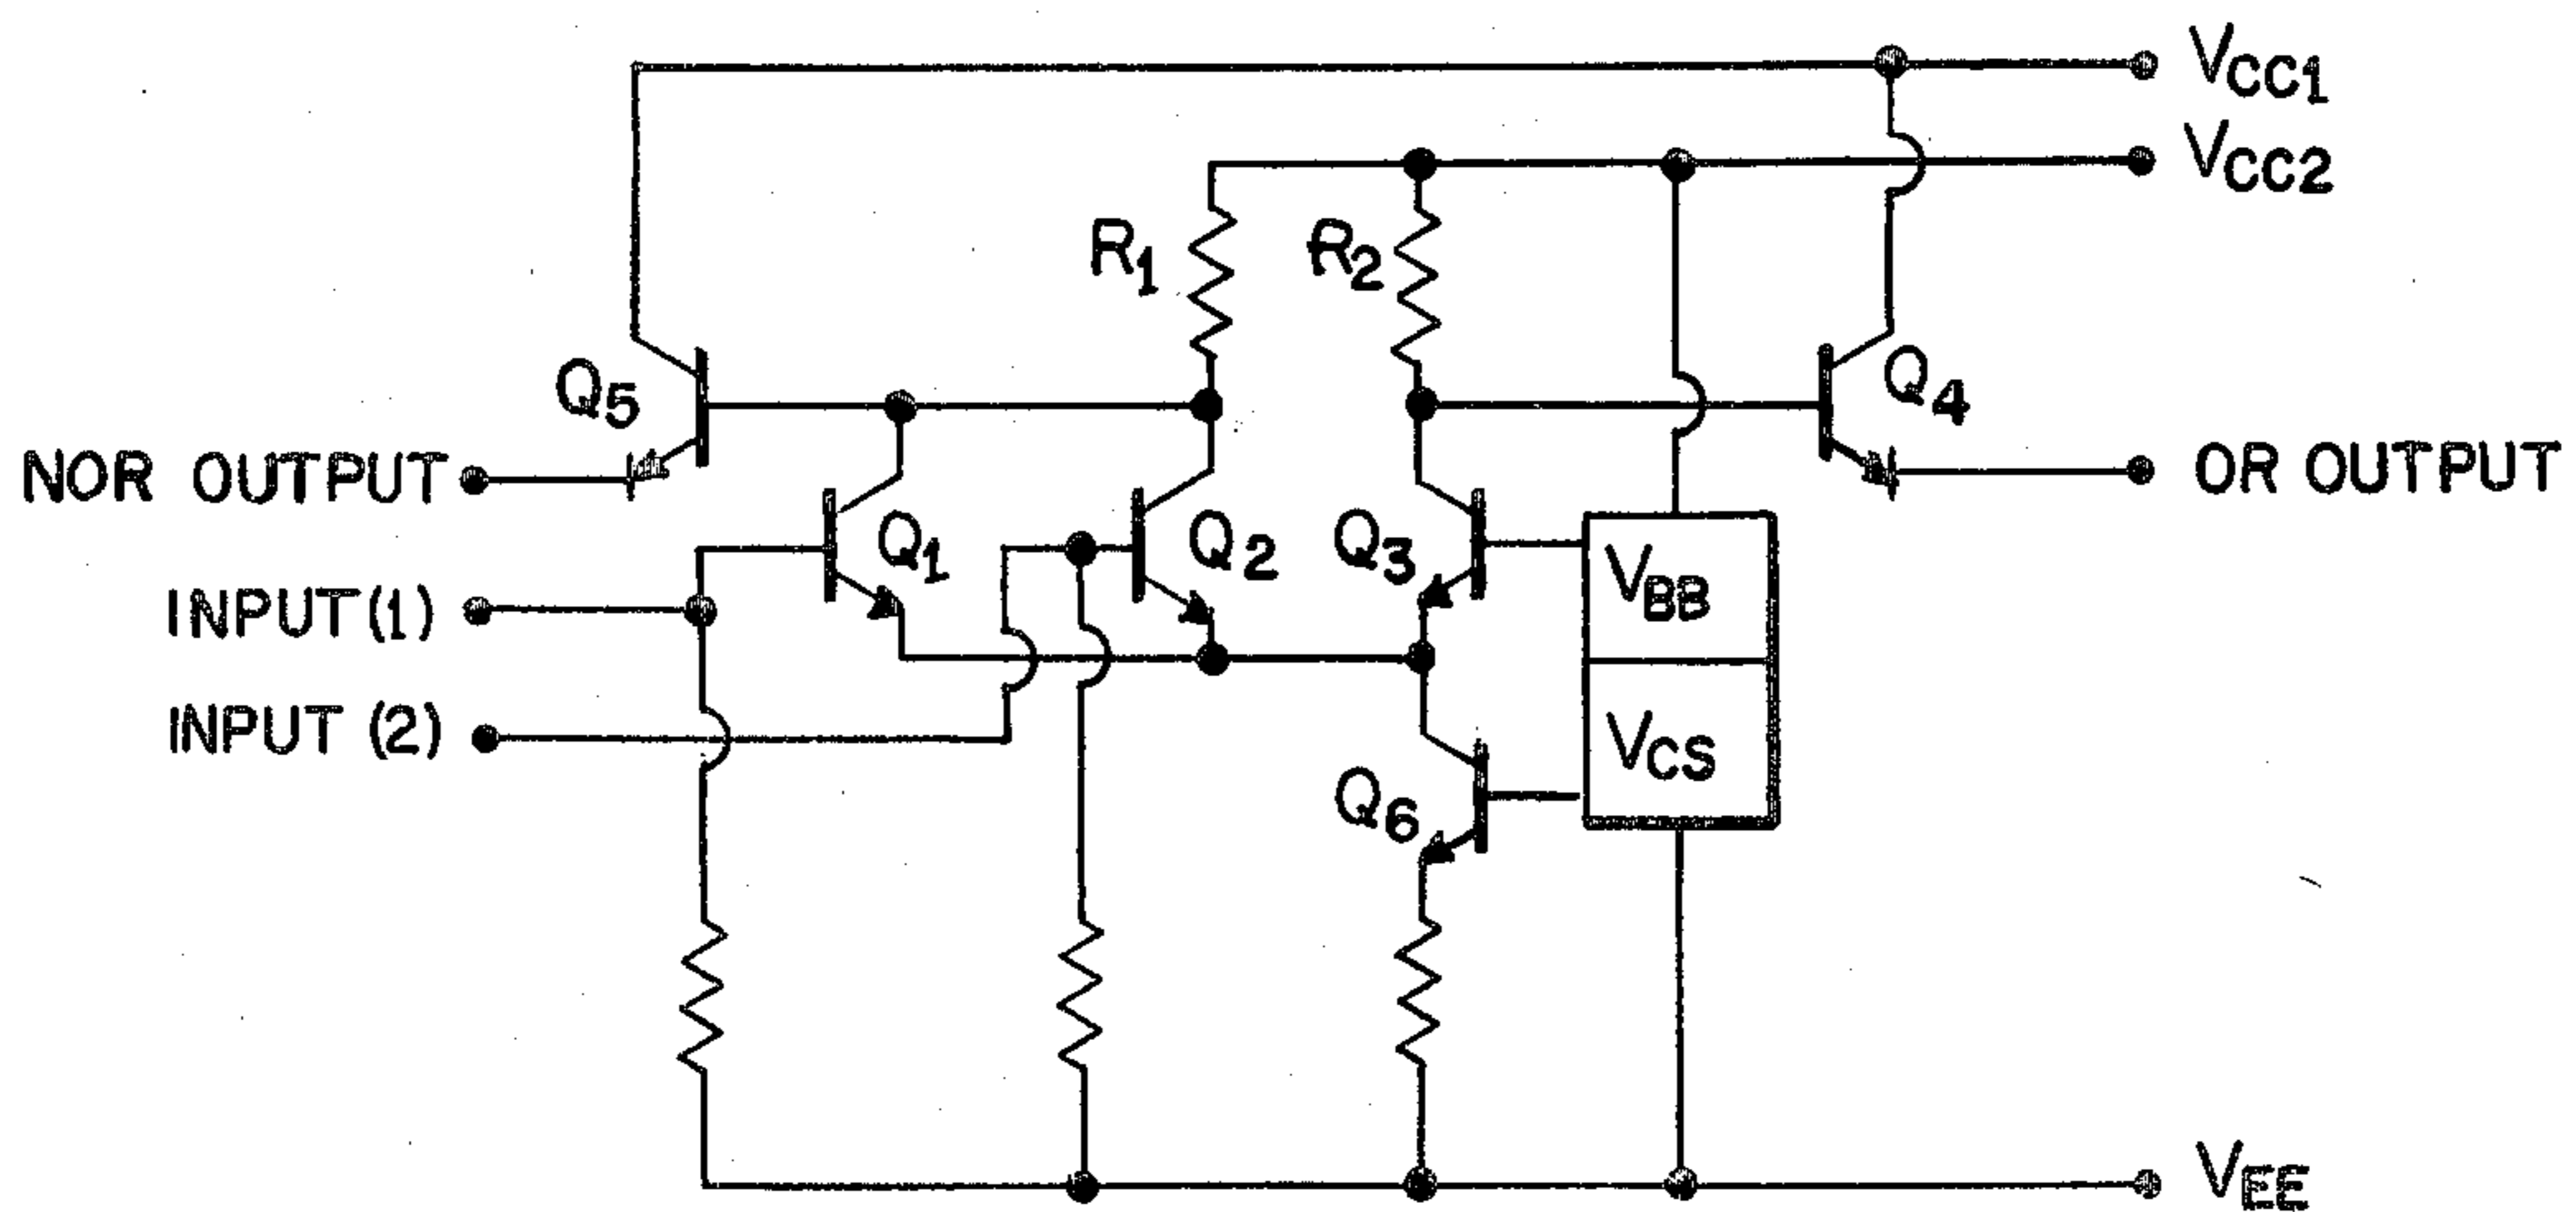 VCC1
VCC2
R1
R2
Q5
Q4
NOR OUTPUT
OR OUTPUT
Q1
Q2
Q3
VBB
INPUT(1)
INPUT (2)
VCS
Q6
VEE